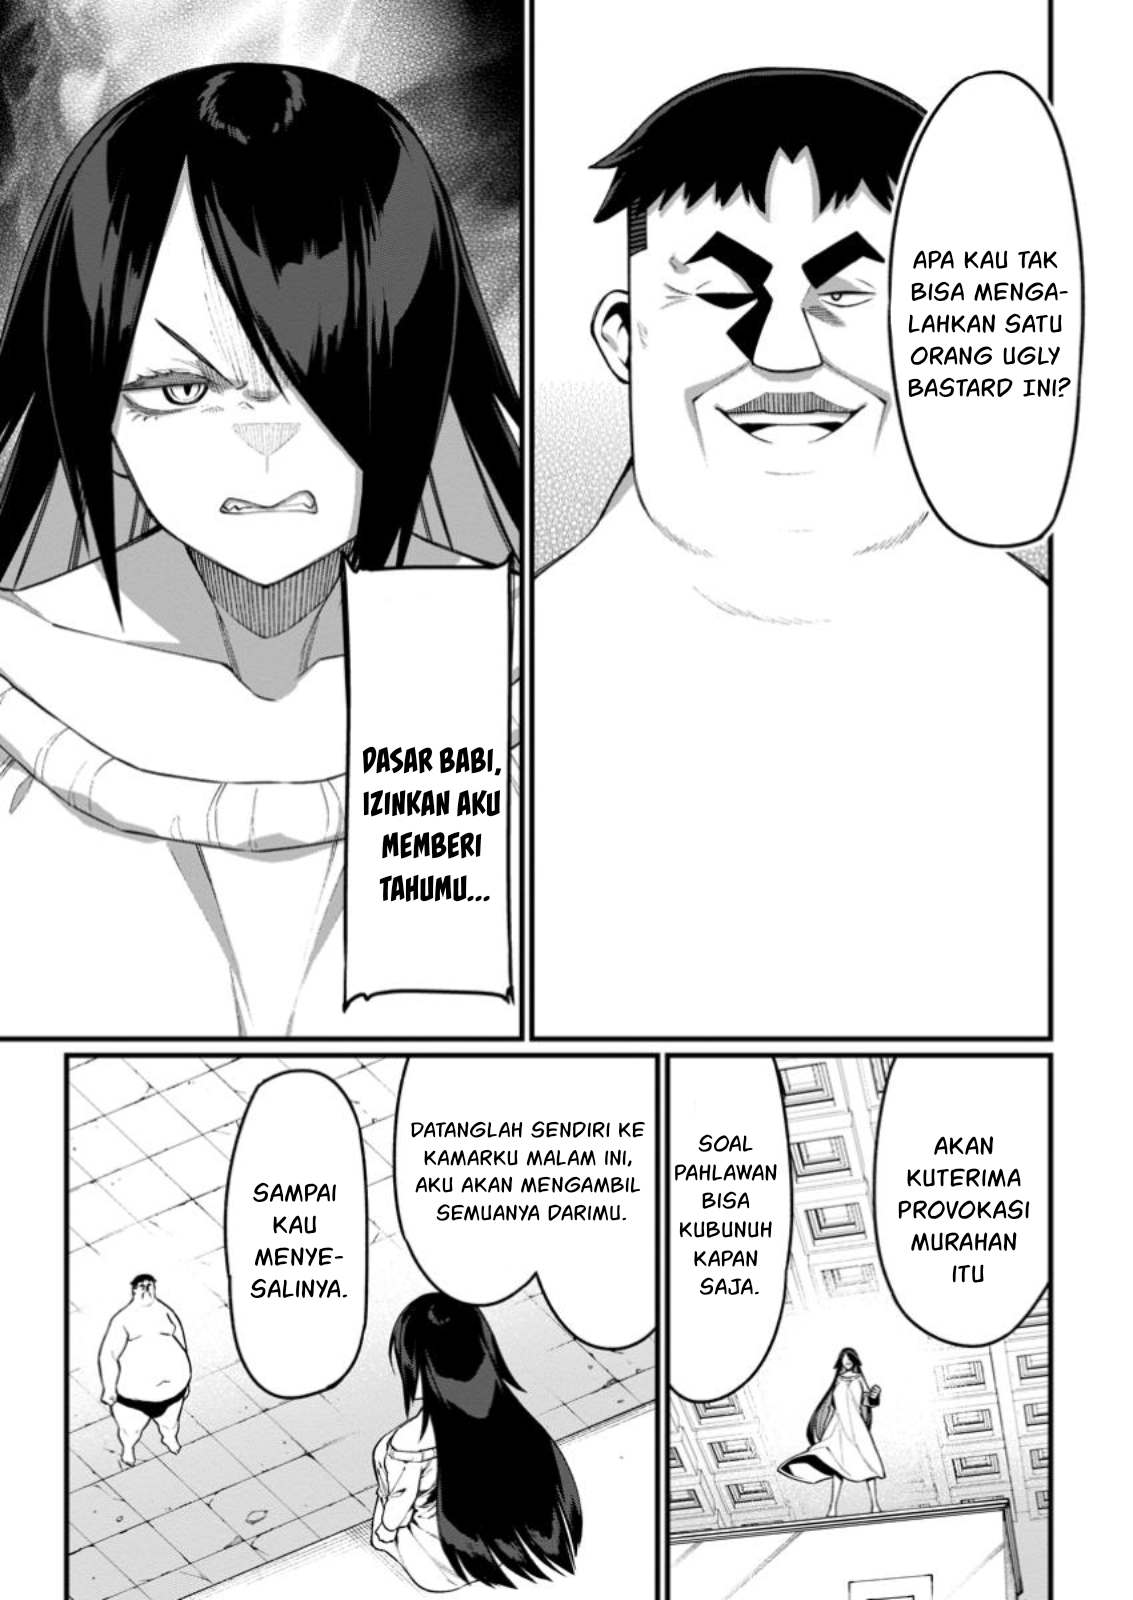 APA KAU TAK
BISA MENGA-
LAHKAN SATU
ORANG UGLY
BASTARD INI?
DASAR BABI,
IZINKAN AKU
MEMBERI
TAHUMU...
AKAN
KUTERIMA
PROVOKASI
MURAHAN
ITU
SOAL
PAHLAWAN
BISA
KUBUNUH
KAPAN
SAJA.
DATANGLAH SENDIRI KE
KAMARKU MALAM INI,
AKU AKAN MENGAMBIL
SEMUANYA DARIMU.
SAMPAI
KAU
MENYE-
SALINYA.